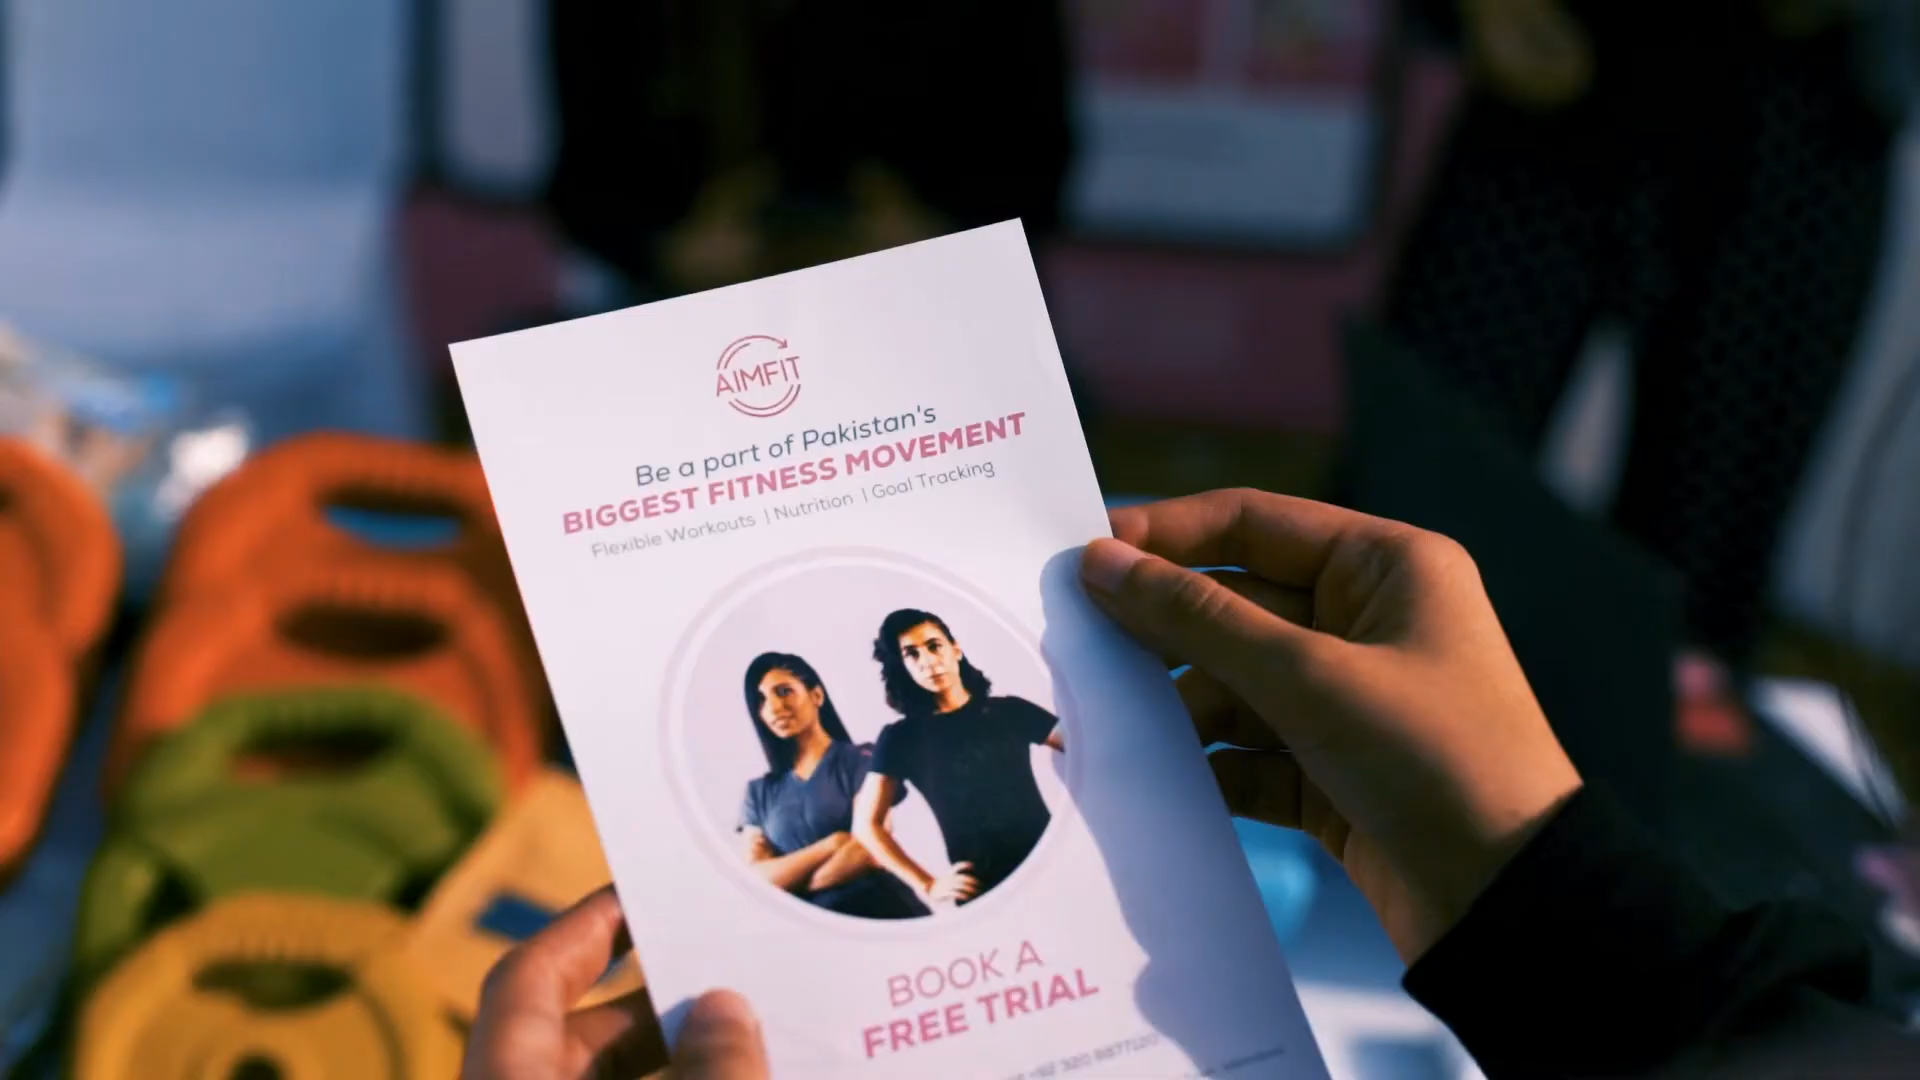 AIMFIT
Be a part of Pakistan's
BIGGEST FITNESS MOVEMENT
Flexible Workouts | Nutrition | Goal Tracking
BOOK A
FREE TRIAL